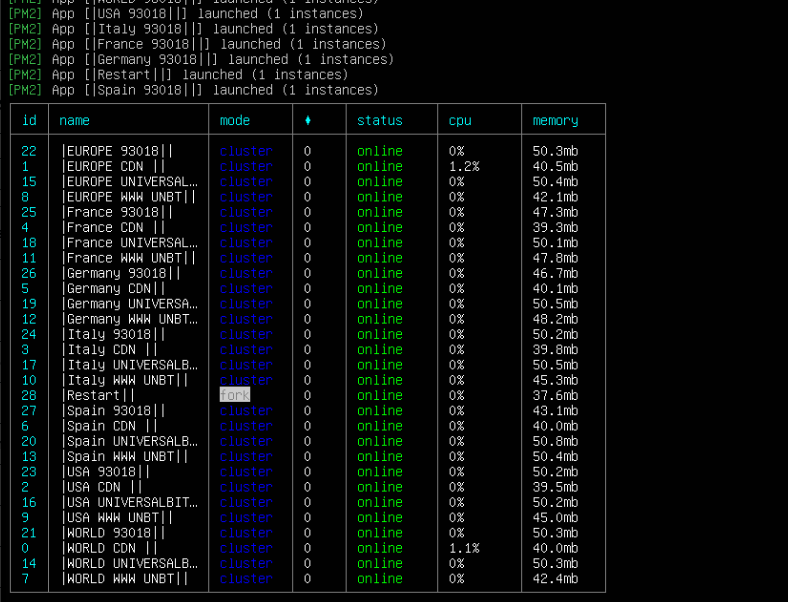 [PM2] App [|WORLD 93018||] launched (1 instances)
[PM2] App [|USA 93018||] launched (1 instances)
[PM2] App [|Italy 93018||] launched (1 instances)
[PM2] App [|France 93018||] launched (1 instances)
[PM2] App [|Germany 93018||] launched (1 instances)
[PM2] App [|Restart||] launched (1 instances)
[PM2] App [|Spain 93018||] launched (1 instances)
id name mode ♦ status cpu memory
22 |EUROPE 93018|| cluster 0 online 0% 50.3mb
1 |EUROPE CDN || cluster 0 online 1.2% 40.5mb
15 |EUROPE UNIVERSAL… cluster 0 online 0% 50.4mb
8 |EUROPE WWW UNBT|| cluster 0 online 0% 42.1mb
25 |France 93018|| cluster 0 online 0% 47.3mb
4 |France CDN || cluster 0 online 0% 39.3mb
18 |France UNIVERSAL… cluster 0 online 0% 50.1mb
11 |France WWW UNBT|| cluster 0 online 0% 47.8mb
26 |Germany 93018|| cluster 0 online 0% 46.7mb
5 |Germany CDN|| cluster 0 online 0% 40.1mb
19 |Germany UNIVERSA… cluster 0 online 0% 50.5mb
12 |Germany WWW UNBT… cluster 0 online 0% 48.2mb
24 |Italy 93018|| cluster 0 online 0% 50.2mb
3 |Italy CDN || cluster 0 online 0% 39.8mb
17 |Italy UNIVERSALB… cluster 0 online 0% 50.5mb
10 |Italy WWW UNBT|| cluster 0 online 0% 45.3mb
28 |Restart|| fork 0 online 0% 37.6mb
27 |Spain 93018|| cluster 0 online 0% 43.1mb
6 |Spain CDN || cluster 0 online 0% 40.0mb
20 |Spain UNIVERSALB… cluster 0 online 0% 50.8mb
13 |Spain WWW UNBT|| cluster 0 online 0% 50.4mb
23 |USA 93018|| cluster 0 online 0% 50.2mb
2 |USA CDN || cluster 0 online 0% 39.5mb
16 |USA UNIVERSALBIT… cluster 0 online 0% 50.2mb
9 |USA WWW UNBT|| cluster 0 online 0% 45.0mb
21 |WORLD 93018|| cluster 0 online 0% 50.3mb
0 |WORLD CDN || cluster 0 online 1.1% 40.0mb
14 |WORLD UNIVERSALB… cluster 0 online 0% 50.3mb
7 |WORLD WWW UNBT|| cluster 0 online 0% 42.4mb